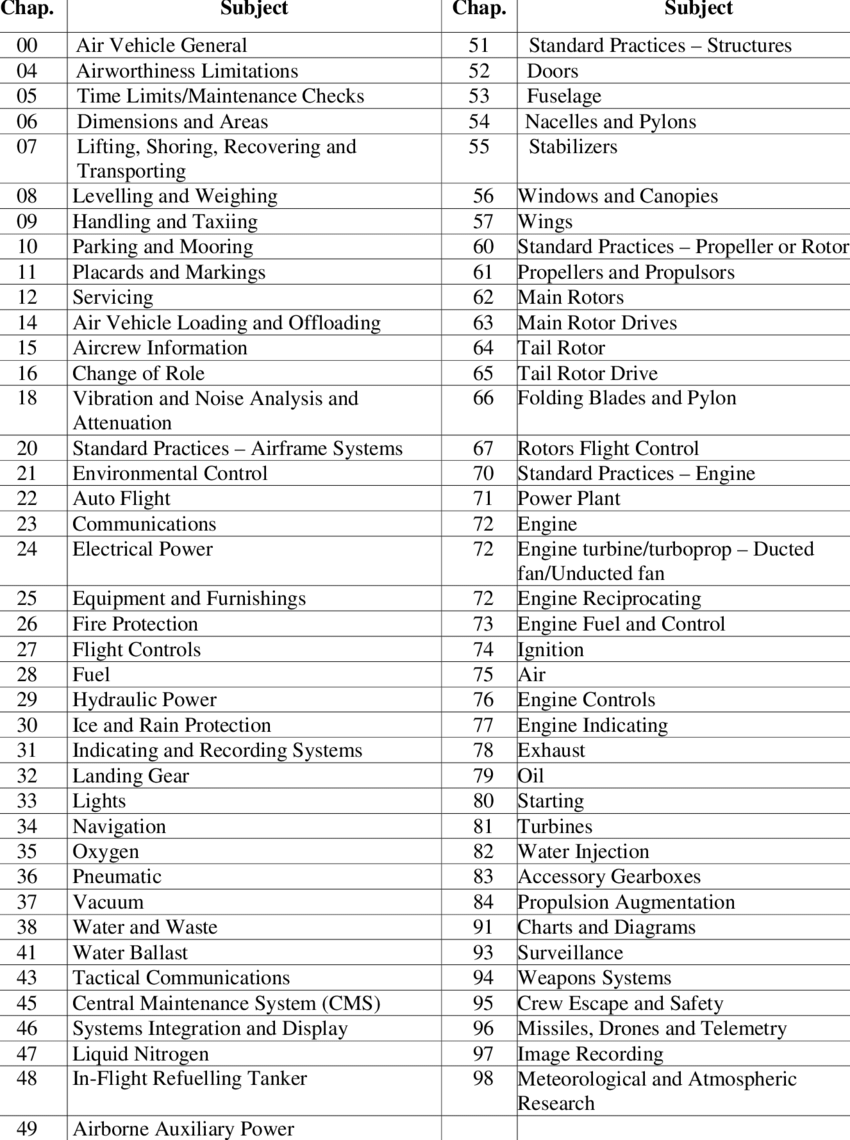 Chap. Subject Chap. Subject
00 Air Vehicle General 51 Standard Practices – Structures
04 Airworthiness Limitations 52 Doors
05 Time Limits/Maintenance Checks 53 Fuselage
06 Dimensions and Areas 54 Nacelles and Pylons
07 Lifting, Shoring, Recovering and 55 Stabilizers
Transporting
08 Levelling and Weighing 56 Windows and Canopies
09 Handling and Taxiing 57 Wings
10 Parking and Mooring 60 Standard Practices – Propeller or Rotor
11 Placards and Markings 61 Propellers and Propulsors
12 Servicing 62 Main Rotors
14 Air Vehicle Loading and Offloading 63 Main Rotor Drives
15 Aircrew Information 64 Tail Rotor
16 Change of Role 65 Tail Rotor Drive
18 Vibration and Noise Analysis and 66 Folding Blades and Pylon
Attenuation
20 Standard Practices – Airframe Systems 67 Rotors Flight Control
21 Environmental Control 70 Standard Practices – Engine
22 Auto Flight 71 Power Plant
23 Communications 72 Engine
24 Electrical Power 72 Engine turbine/turboprop – Ducted
fan/Unducted fan
25 Equipment and Furnishings 72 Engine Reciprocating
26 Fire Protection 73 Engine Fuel and Control
27 Flight Controls 74 Ignition
28 Fuel 75 Air
29 Hydraulic Power 76 Engine Controls
30 Ice and Rain Protection 77 Engine Indicating
31 Indicating and Recording Systems 78 Exhaust
32 Landing Gear 79 Oil
33 Lights 80 Starting
34 Navigation 81 Turbines
35 Oxygen 82 Water Injection
36 Pneumatic 83 Accessory Gearboxes
37 Vacuum 84 Propulsion Augmentation
38 Water and Waste 91 Charts and Diagrams
41 Water Ballast 93 Surveillance
43 Tactical Communications 94 Weapons Systems
45 Central Maintenance System (CMS) 95 Crew Escape and Safety
46 Systems Integration and Display 96 Missiles, Drones and Telemetry
47 Liquid Nitrogen 97 Image Recording
48 In-Flight Refuelling Tanker 98 Meteorological and Atmospheric
Research
49 Airborne Auxiliary Power